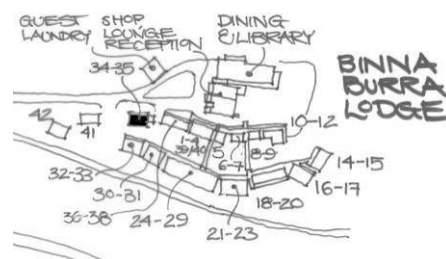 GUEST
LAUNDRY
SHOP
LOUNGE
RECEPTION
DINING
& LIBRARY
BINNA
BURRA
LODGE
34-35
42
41
1-4
39/40
5
6-7
8-9
10-12
14-15
16-17
18-20
21-23
24-29
36-38
30-31
32-33